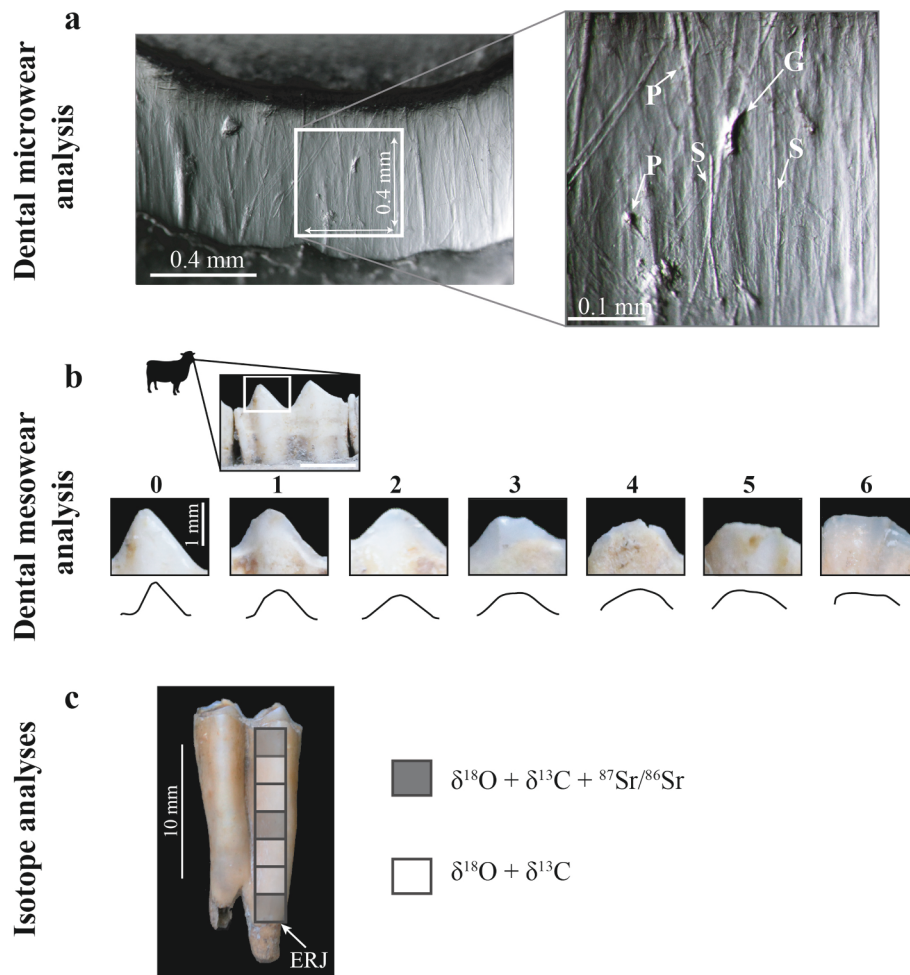 a
Dental microwear
analysis
0.4 mm
0.4 mm
P
G
S
S
P
0.1 mm
b
Dental mesowear
analysis
0 1 2 3 4 5 6
1 mm
c
Isotope analyses
10 mm
ERJ
δ¹⁸O + δ¹³C + ⁸⁷Sr/⁸⁶Sr
δ¹⁸O + δ¹³C